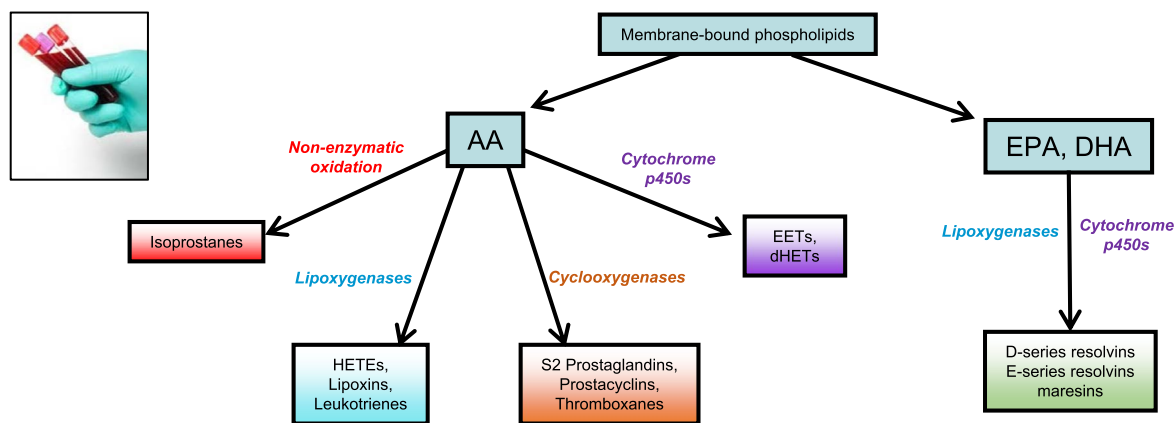 Membrane-bound phospholipids
AA
EPA, DHA
Non-enzymatic
oxidation
Cytochrome
p450s
Isoprostanes
EETs,
dHETs
Lipoxygenases
Cytochrome
p450s
Lipoxygenases
Cyclooxygenases
HETEs,
Lipoxins,
Leukotrienes
S2 Prostaglandins,
Prostacyclins,
Thromboxanes
D-series resolvins
E-series resolvins
maresins